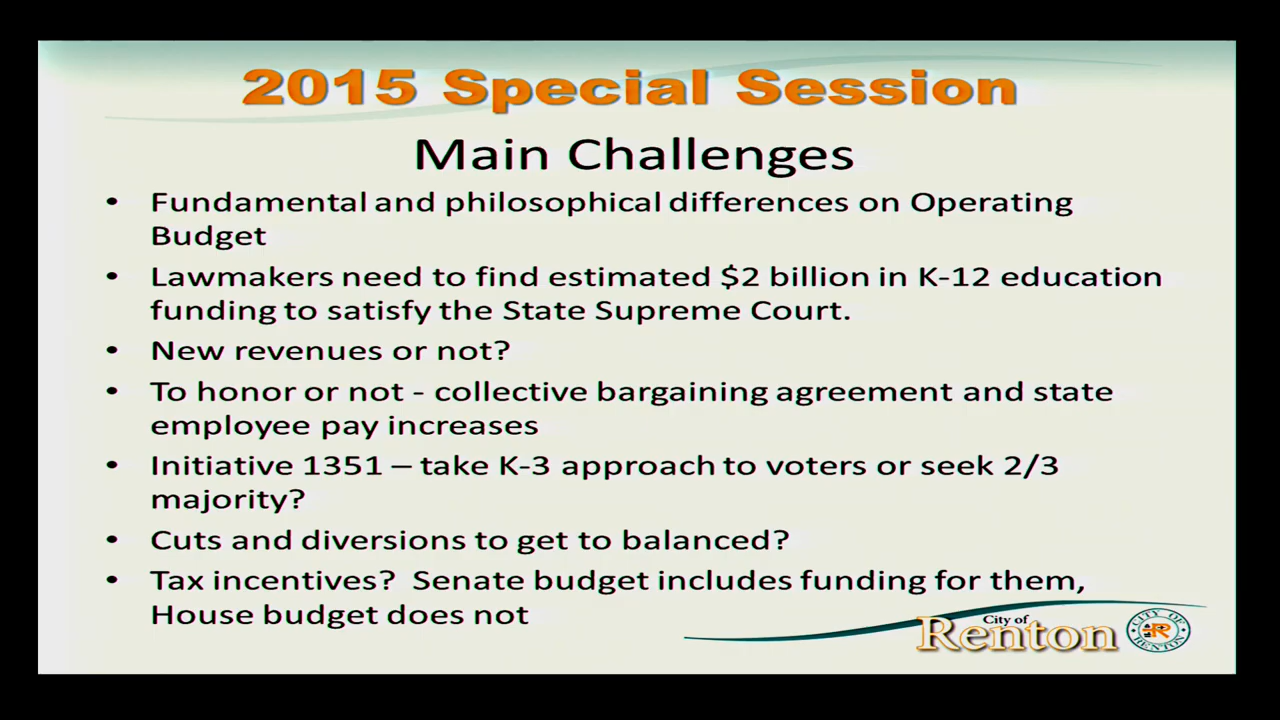 2015 Special Session
Main Challenges
• Fundamental and philosophical differences on Operating
Budget
• Lawmakers need to find estimated $2 billion in K-12 education
funding to satisfy the State Supreme Court.
• New revenues or not?
• To honor or not - collective bargaining agreement and state
employee pay increases
• Initiative 1351 – take K-3 approach to voters or seek 2/3
majority?
• Cuts and diversions to get to balanced?
• Tax incentives?  Senate budget includes funding for them,
House budget does not
City of
Renton
CITY OF
R
RENTON